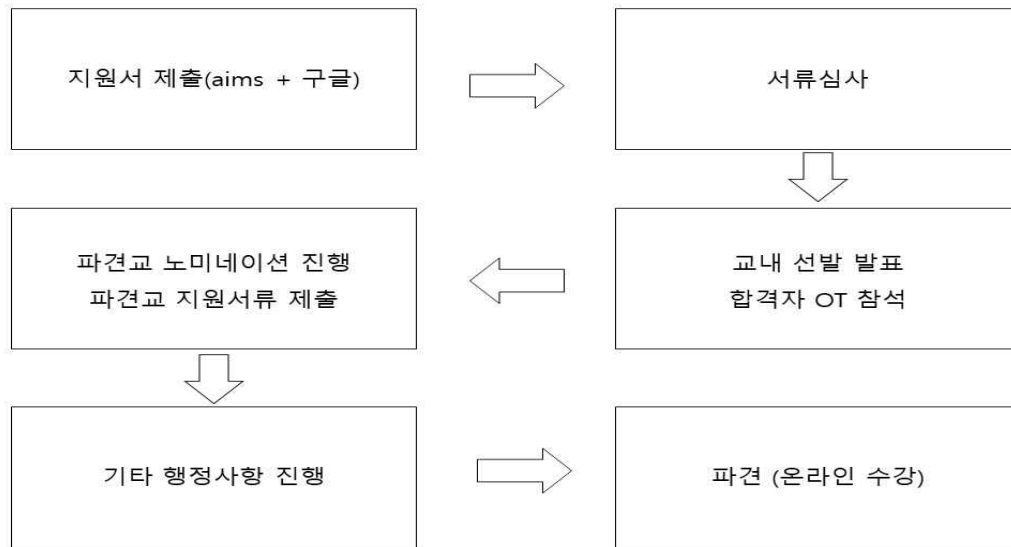 지원서 제출(aims + 구글)
서류심사
교내 선발 발표
합격자 OT 참석
파견교 노미네이션 진행
파견교 지원서류 제출
기타 행정사항 진행
파견 (온라인 수강)